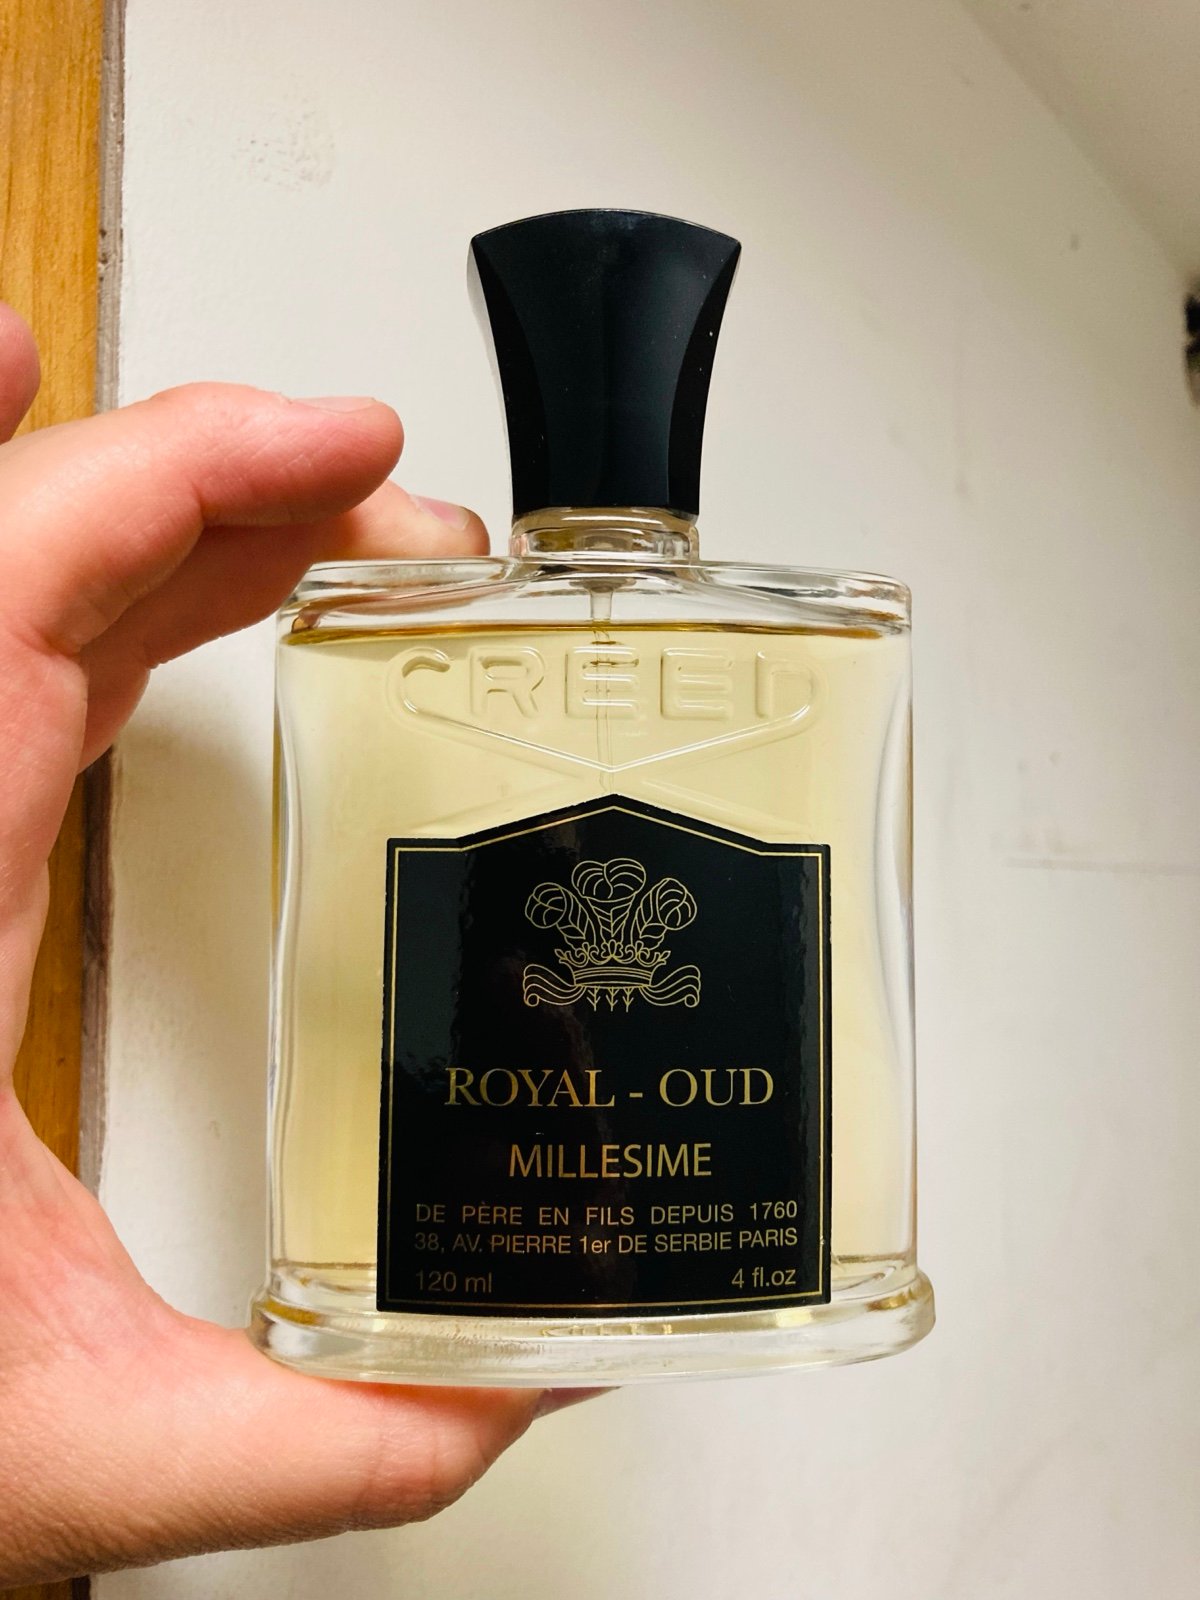 CREED
ROYAL - OUD
MILLESIME
DE PÈRE EN FILS DEPUIS 1760
38, AV. PIERRE 1er DE SERBIE PARIS
120 ml 4 fl.oz